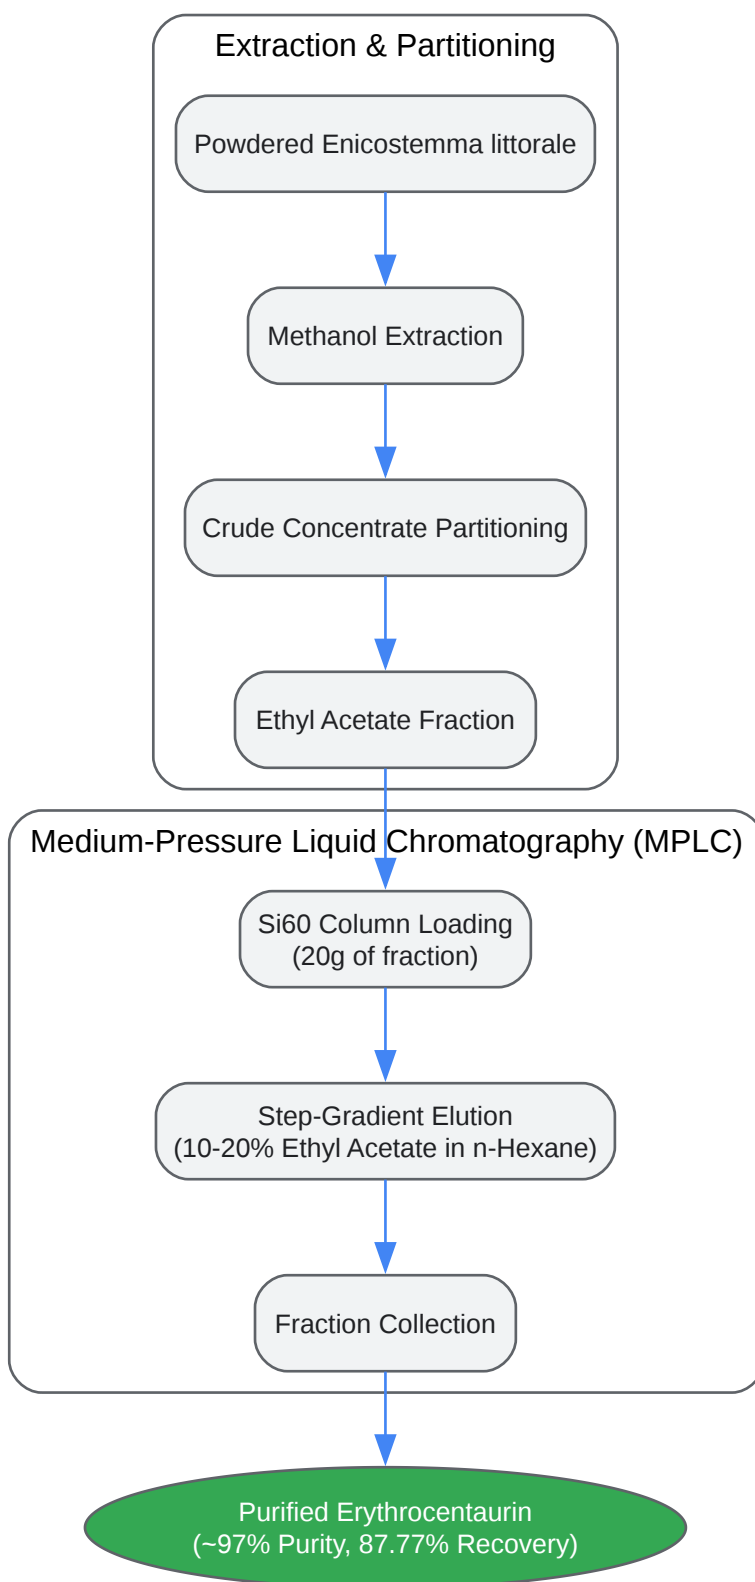 Extraction & Partitioning
Powdered Enicostemma littorale
Methanol Extraction
Crude Concentrate Partitioning
Ethyl Acetate Fraction
Medium-Pressure Liquid Chromatography (MPLC)
Si60 Column Loading
(20g of fraction)
Step-Gradient Elution
(10-20% Ethyl Acetate in n-Hexane)
Fraction Collection
Purified Erythrocentaurin
(~97% Purity, 87.77% Recovery)